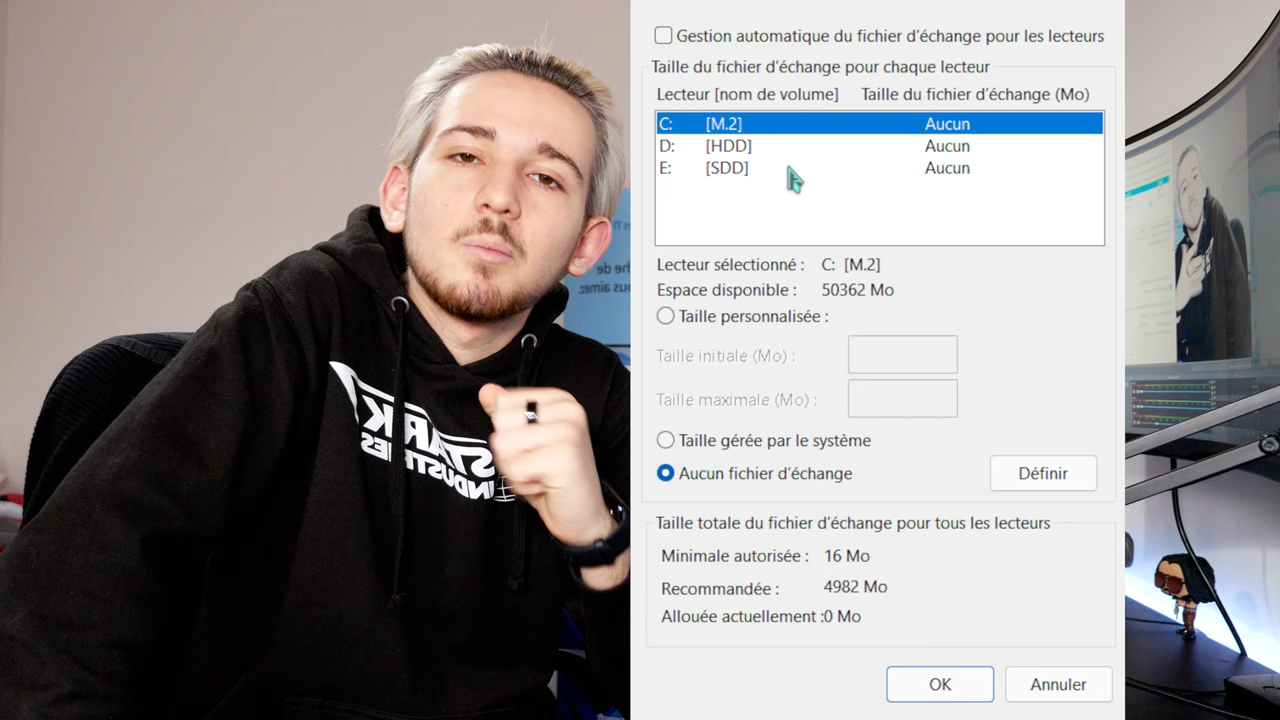 Gestion automatique du fichier d'échange pour les lecteurs
Taille du fichier d'échange pour chaque lecteur
Lecteur [nom de volume] Taille du fichier d'échange (Mo)
C: [M.2] Aucun
D: [HDD] Aucun
E: [SDD] Aucun
Lecteur sélectionné : C: [M.2]
Espace disponible : 50362 Mo
Taille personnalisée :
Taille initiale (Mo) :
Taille maximale (Mo) :
Taille gérée par le système
Aucun fichier d'échange
Définir
Taille totale du fichier d'échange pour tous les lecteurs
Minimale autorisée : 16 Mo
Recommandée : 4982 Mo
Allouée actuellement :0 Mo
OK Annuler
STARK
INDUSTRIES
ous aimez.